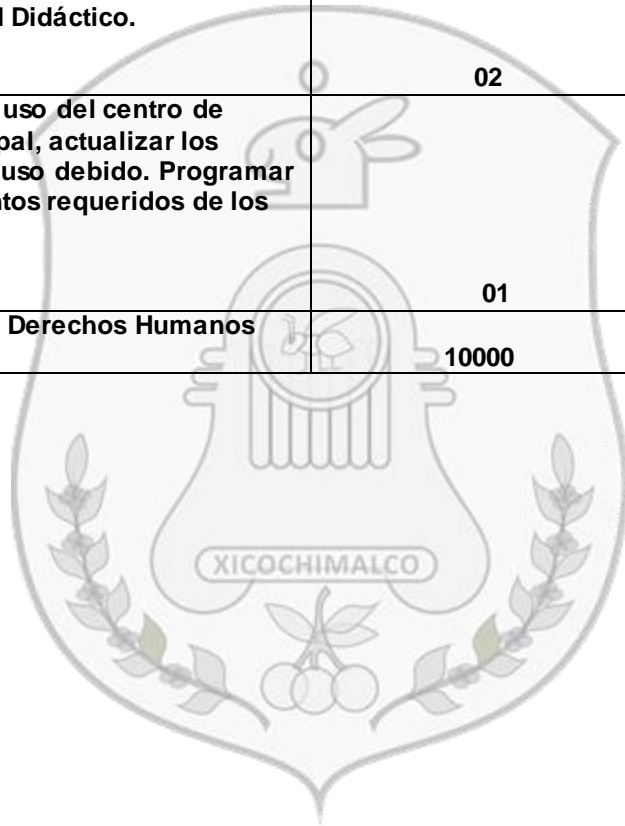 l Didáctico.
02
uso del centro de
pal, actualizar los
uso debido. Programar
ntos requeridos de los
01
Derechos Humanos
10000
XICOCHIMALCO